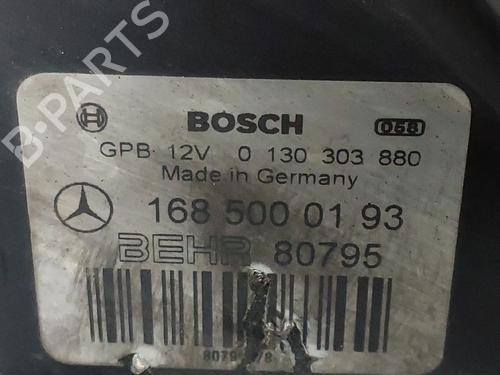 B-PARTS
BOSCH 058
GPB 12V 0 130 303 880
Made in Germany
168 500 01 93
BEHR 80795